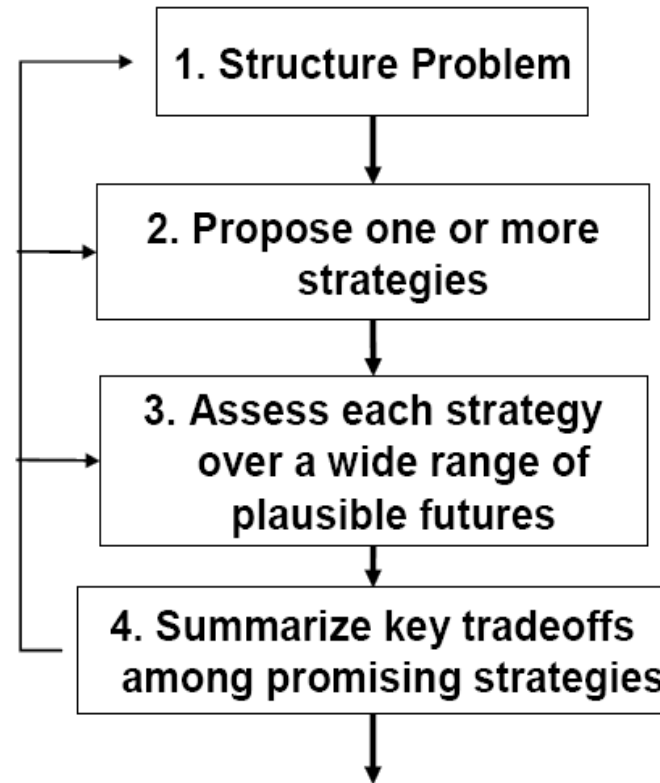 1. Structure Problem
2. Propose one or more
strategies
3. Assess each strategy
over a wide range of
plausible futures
4. Summarize key tradeoffs
among promising strategies